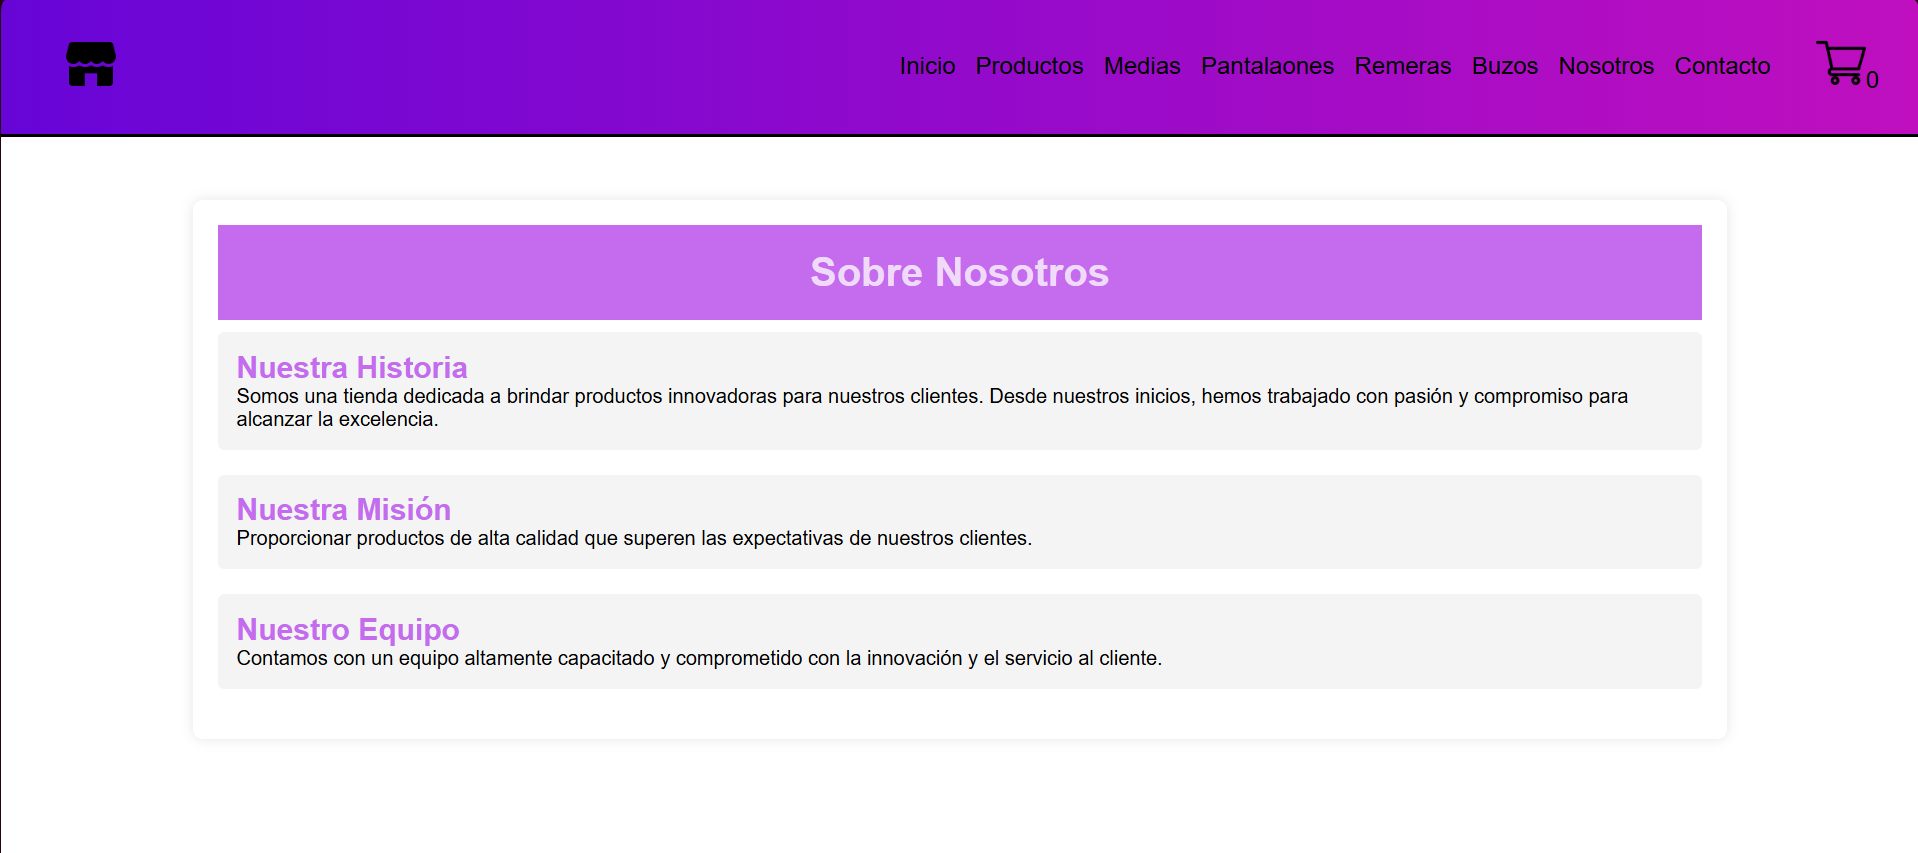 Inicio Productos Medias Pantalaones Remeras Buzos Nosotros Contacto 0
Sobre Nosotros
Nuestra Historia
Somos una tienda dedicada a brindar productos innovadoras para nuestros clientes. Desde nuestros inicios, hemos trabajado con pasión y compromiso para
alcanzar la excelencia.
Nuestra Misión
Proporcionar productos de alta calidad que superen las expectativas de nuestros clientes.
Nuestro Equipo
Contamos con un equipo altamente capacitado y comprometido con la innovación y el servicio al cliente.